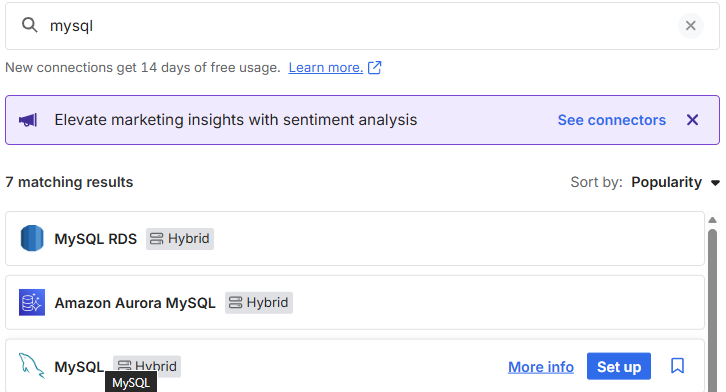 mysql
New connections get 14 days of free usage. Learn more.
Elevate marketing insights with sentiment analysis See connectors
7 matching results Sort by: Popularity
MySQL RDS Hybrid
Amazon Aurora MySQL Hybrid
MySQL Hybrid More info Set up
MySQL